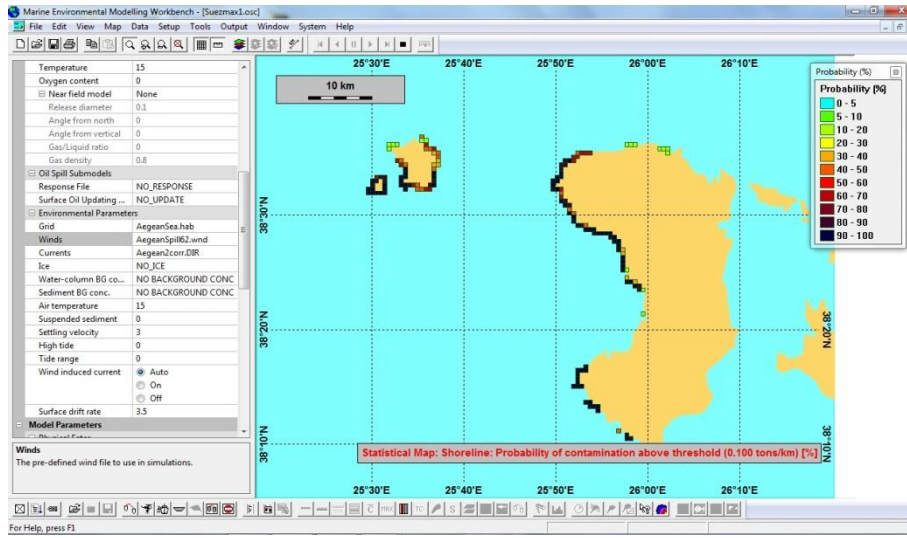 Marine Environmental Modelling Workbench - [Suezmax1.osc]
File Edit View Map Data Setup Tools Output Window System Help
Temperature 15
Oxygen content 0
Near field model None
Release diameter 0.1
Angle from north 0
Angle from vertical 0
Gas/Liquid ratio 0
Gas density 0.8
Oil Spill Submodels
Response File NO_RESPONSE
Surface Oil Updating ... NO_UPDATE
Environmental Parameters
Grid AegeanSea.hab
Winds AegeanSpill62.wnd
Currents Aegean2corr.DIR
Ice NO_ICE
Water-column BG co... NO BACKGROUND CONC
Sediment BG conc. NO BACKGROUND CONC
Air temperature 15
Suspended sediment 0
Settling velocity 3
High tide 0
Tide range 0
Wind induced current Auto
On
Off
Surface drift rate 3.5
Model Parameters
Winds
The pre-defined wind file to use in simulations.
25°30'E 25°40'E 25°50'E 26°00'E 26°10'E
10 km
38°30'N
38°20'N 38°20'N
38°10'N 38°10'N
Probability (%)
Probability [%]
0 - 5
5 - 10
10 - 20
20 - 30
30 - 40
40 - 50
50 - 60
60 - 70
70 - 80
80 - 90
90 - 100
Statistical Map: Shoreline: Probability of contamination above threshold (0.100 tons/km) [%]
25°30'E 25°40'E 25°50'E 26°00'E 26°10'E
MAX TC S
For Help, press F1